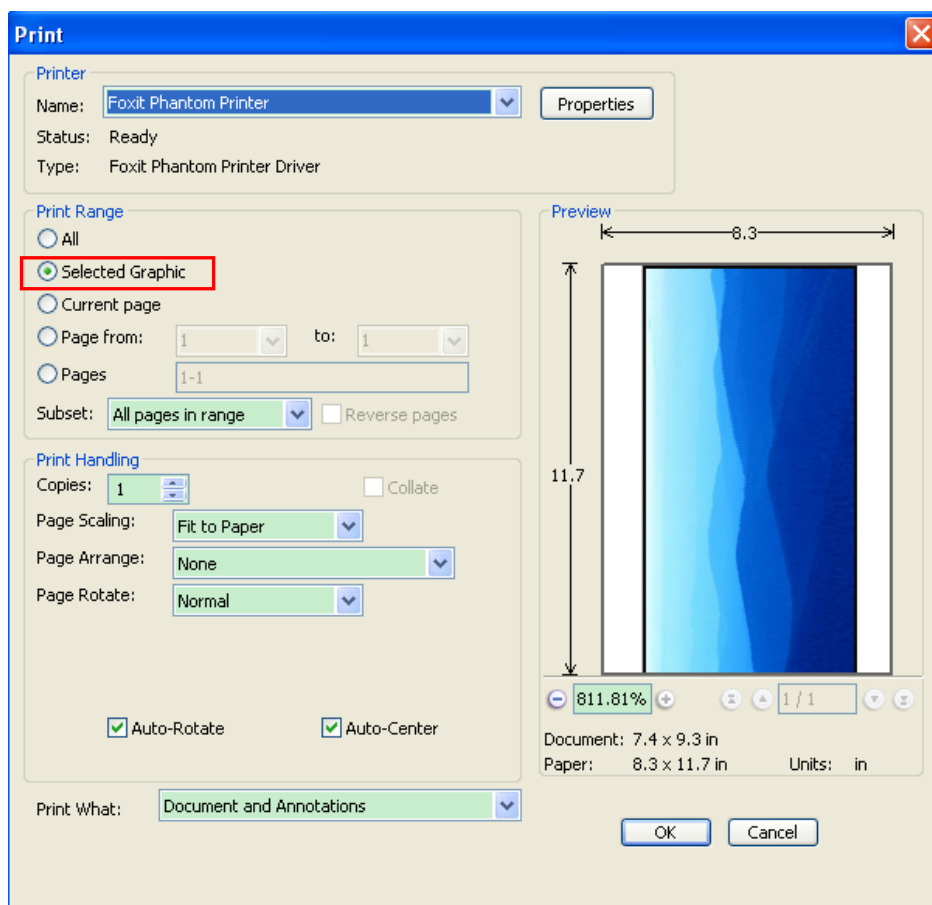 Print
Printer
Name: Foxit Phantom Printer Properties
Status: Ready
Type: Foxit Phantom Printer Driver
Print Range
All
Selected Graphic
Current page
Page from: 1 to: 1
Pages 1-1
Subset: All pages in range Reverse pages
Print Handling
Copies: 1 Collate
Page Scaling: Fit to Paper
Page Arrange: None
Page Rotate: Normal
Auto-Rotate Auto-Center
Print What: Document and Annotations
Preview
8.3
11.7
811.81% 1 / 1
Document: 7.4 x 9.3 in
Paper: 8.3 x 11.7 in Units: in
OK Cancel